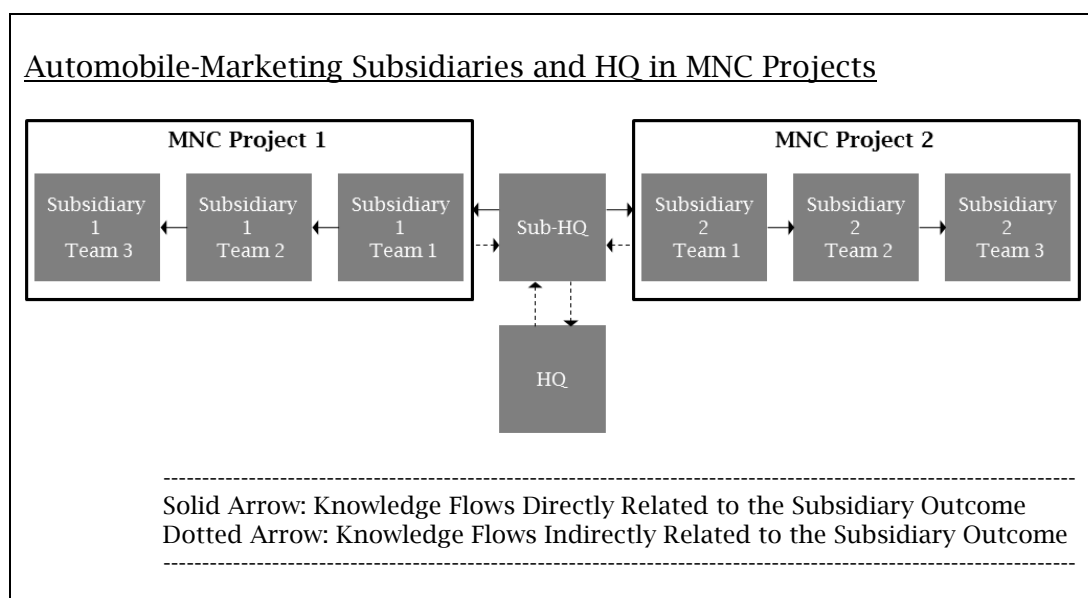 Automobile-Marketing Subsidiaries and HQ in MNC Projects
MNC Project 1
MNC Project 2
Subsidiary
1
Team 3
Subsidiary
1
Team 2
Subsidiary
1
Team 1
Sub-HQ
Subsidiary
2
Team 1
Subsidiary
2
Team 2
Subsidiary
2
Team 3
HQ
Solid Arrow: Knowledge Flows Directly Related to the Subsidiary Outcome
Dotted Arrow: Knowledge Flows Indirectly Related to the Subsidiary Outcome